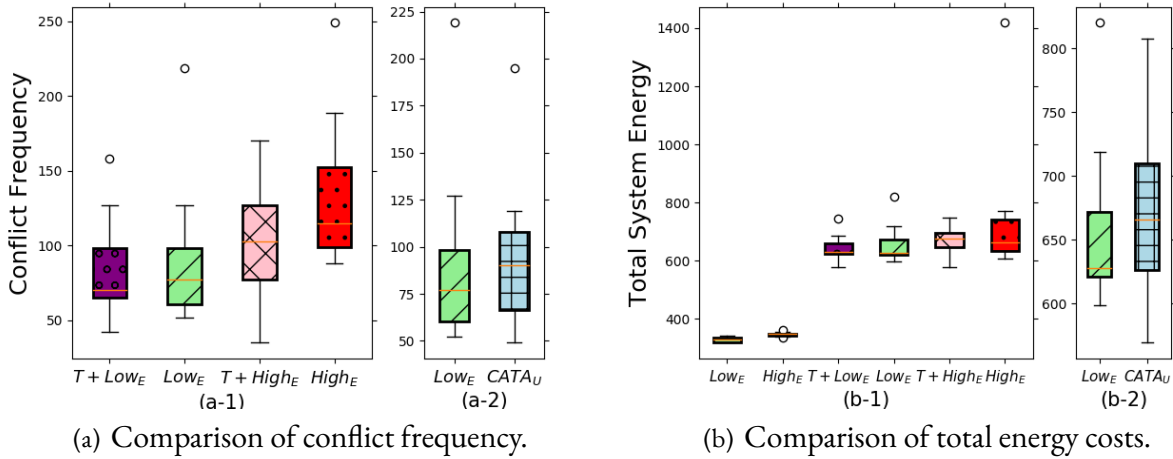 Conflict Frequency
250
200
150
100
50
T + Low_E
Low_E
T + High_E
High_E
(a-1)
225
200
175
150
125
100
75
50
Low_E
CATA_U
(a-2)
(a) Comparison of conflict frequency.
Total System Energy
1400
1200
1000
800
600
400
Low_E
High_E
T + Low_E
Low_E
T + High_E
High_E
(b-1)
800
750
700
650
600
Low_E
CATA_U
(b-2)
(b) Comparison of total energy costs.